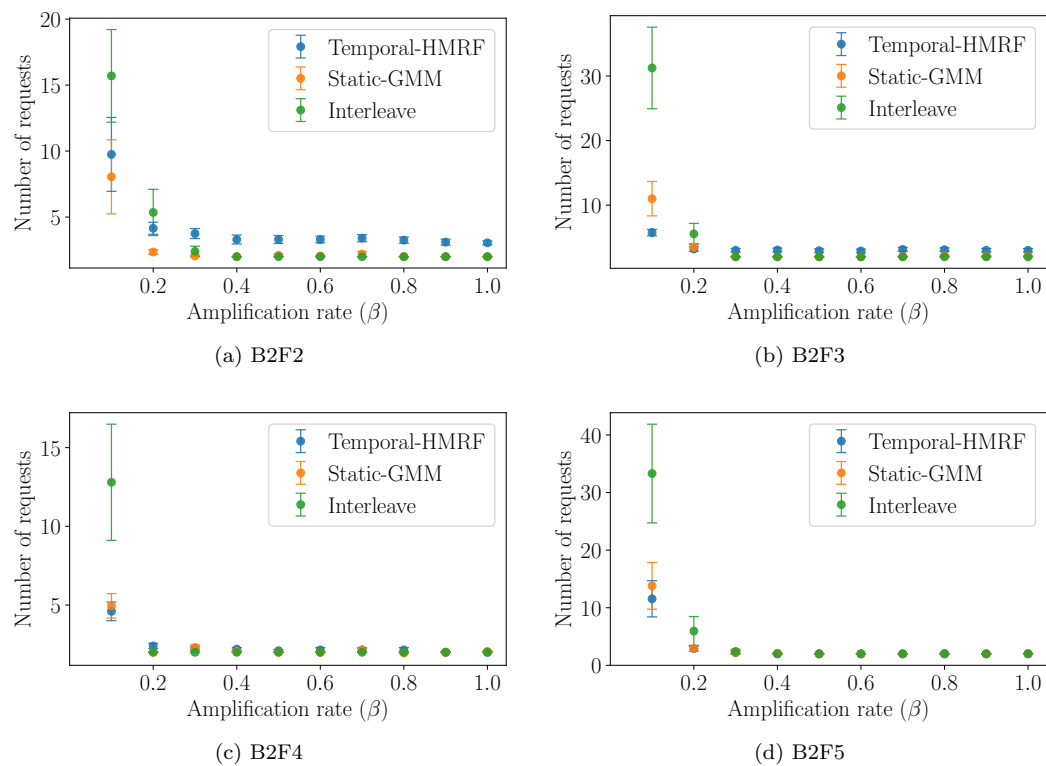 20
15
10
5
Number of requests
Temporal-HMRF
Static-GMM
Interleave
0.2 0.4 0.6 0.8 1.0
Amplification rate (β)
(a) B2F2
30
20
10
Number of requests
Temporal-HMRF
Static-GMM
Interleave
0.2 0.4 0.6 0.8 1.0
Amplification rate (β)
(b) B2F3
15
10
5
Number of requests
Temporal-HMRF
Static-GMM
Interleave
0.2 0.4 0.6 0.8 1.0
Amplification rate (β)
(c) B2F4
40
30
20
10
0
Number of requests
Temporal-HMRF
Static-GMM
Interleave
0.2 0.4 0.6 0.8 1.0
Amplification rate (β)
(d) B2F5